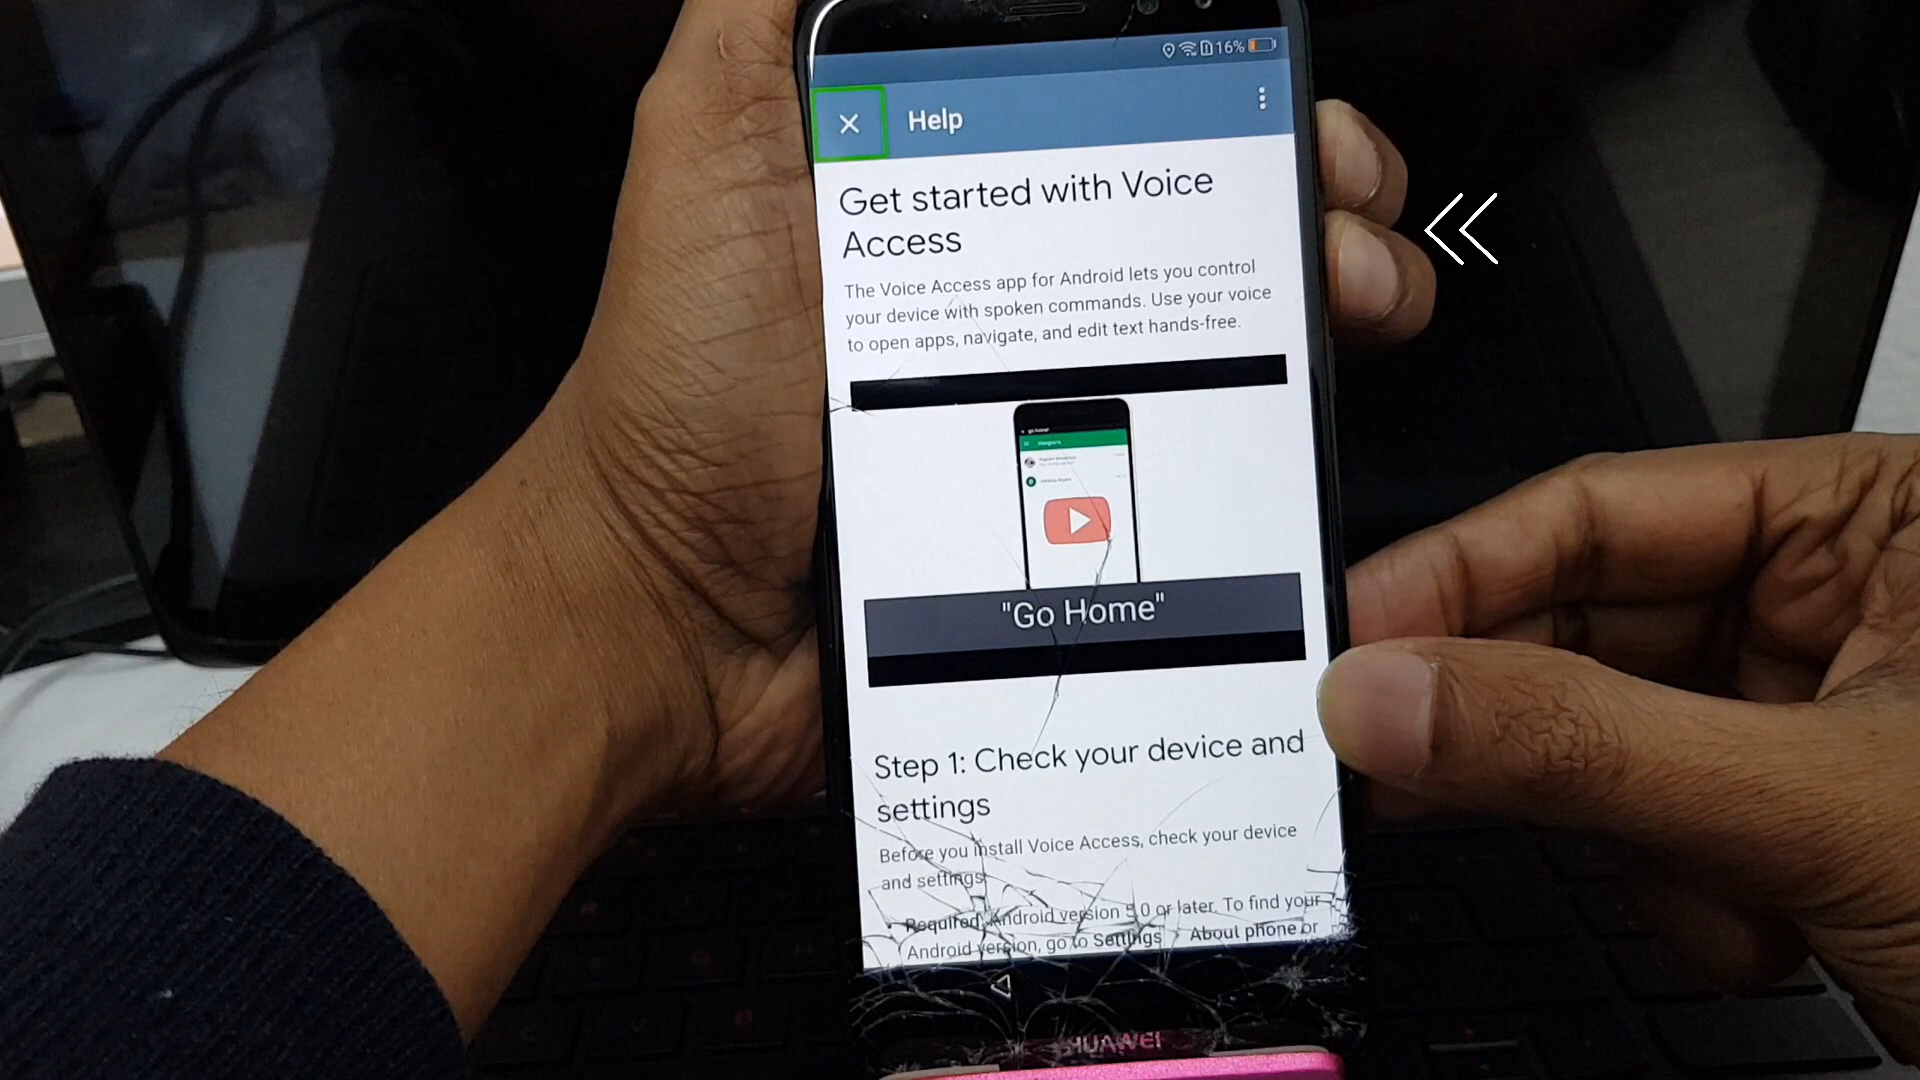 16%
Help
Get started with Voice
Access
The Voice Access app for Android lets you control
your device with spoken commands. Use your voice
to open apps, navigate, and edit text hands-free.
go home
Hangouts
"Go Home"
Step 1: Check your device and
settings
Before you install Voice Access, check your device
and settings
Required: Android version 5.0 or later. To find your
Android version, go to Settings About phone or
HUAWEI